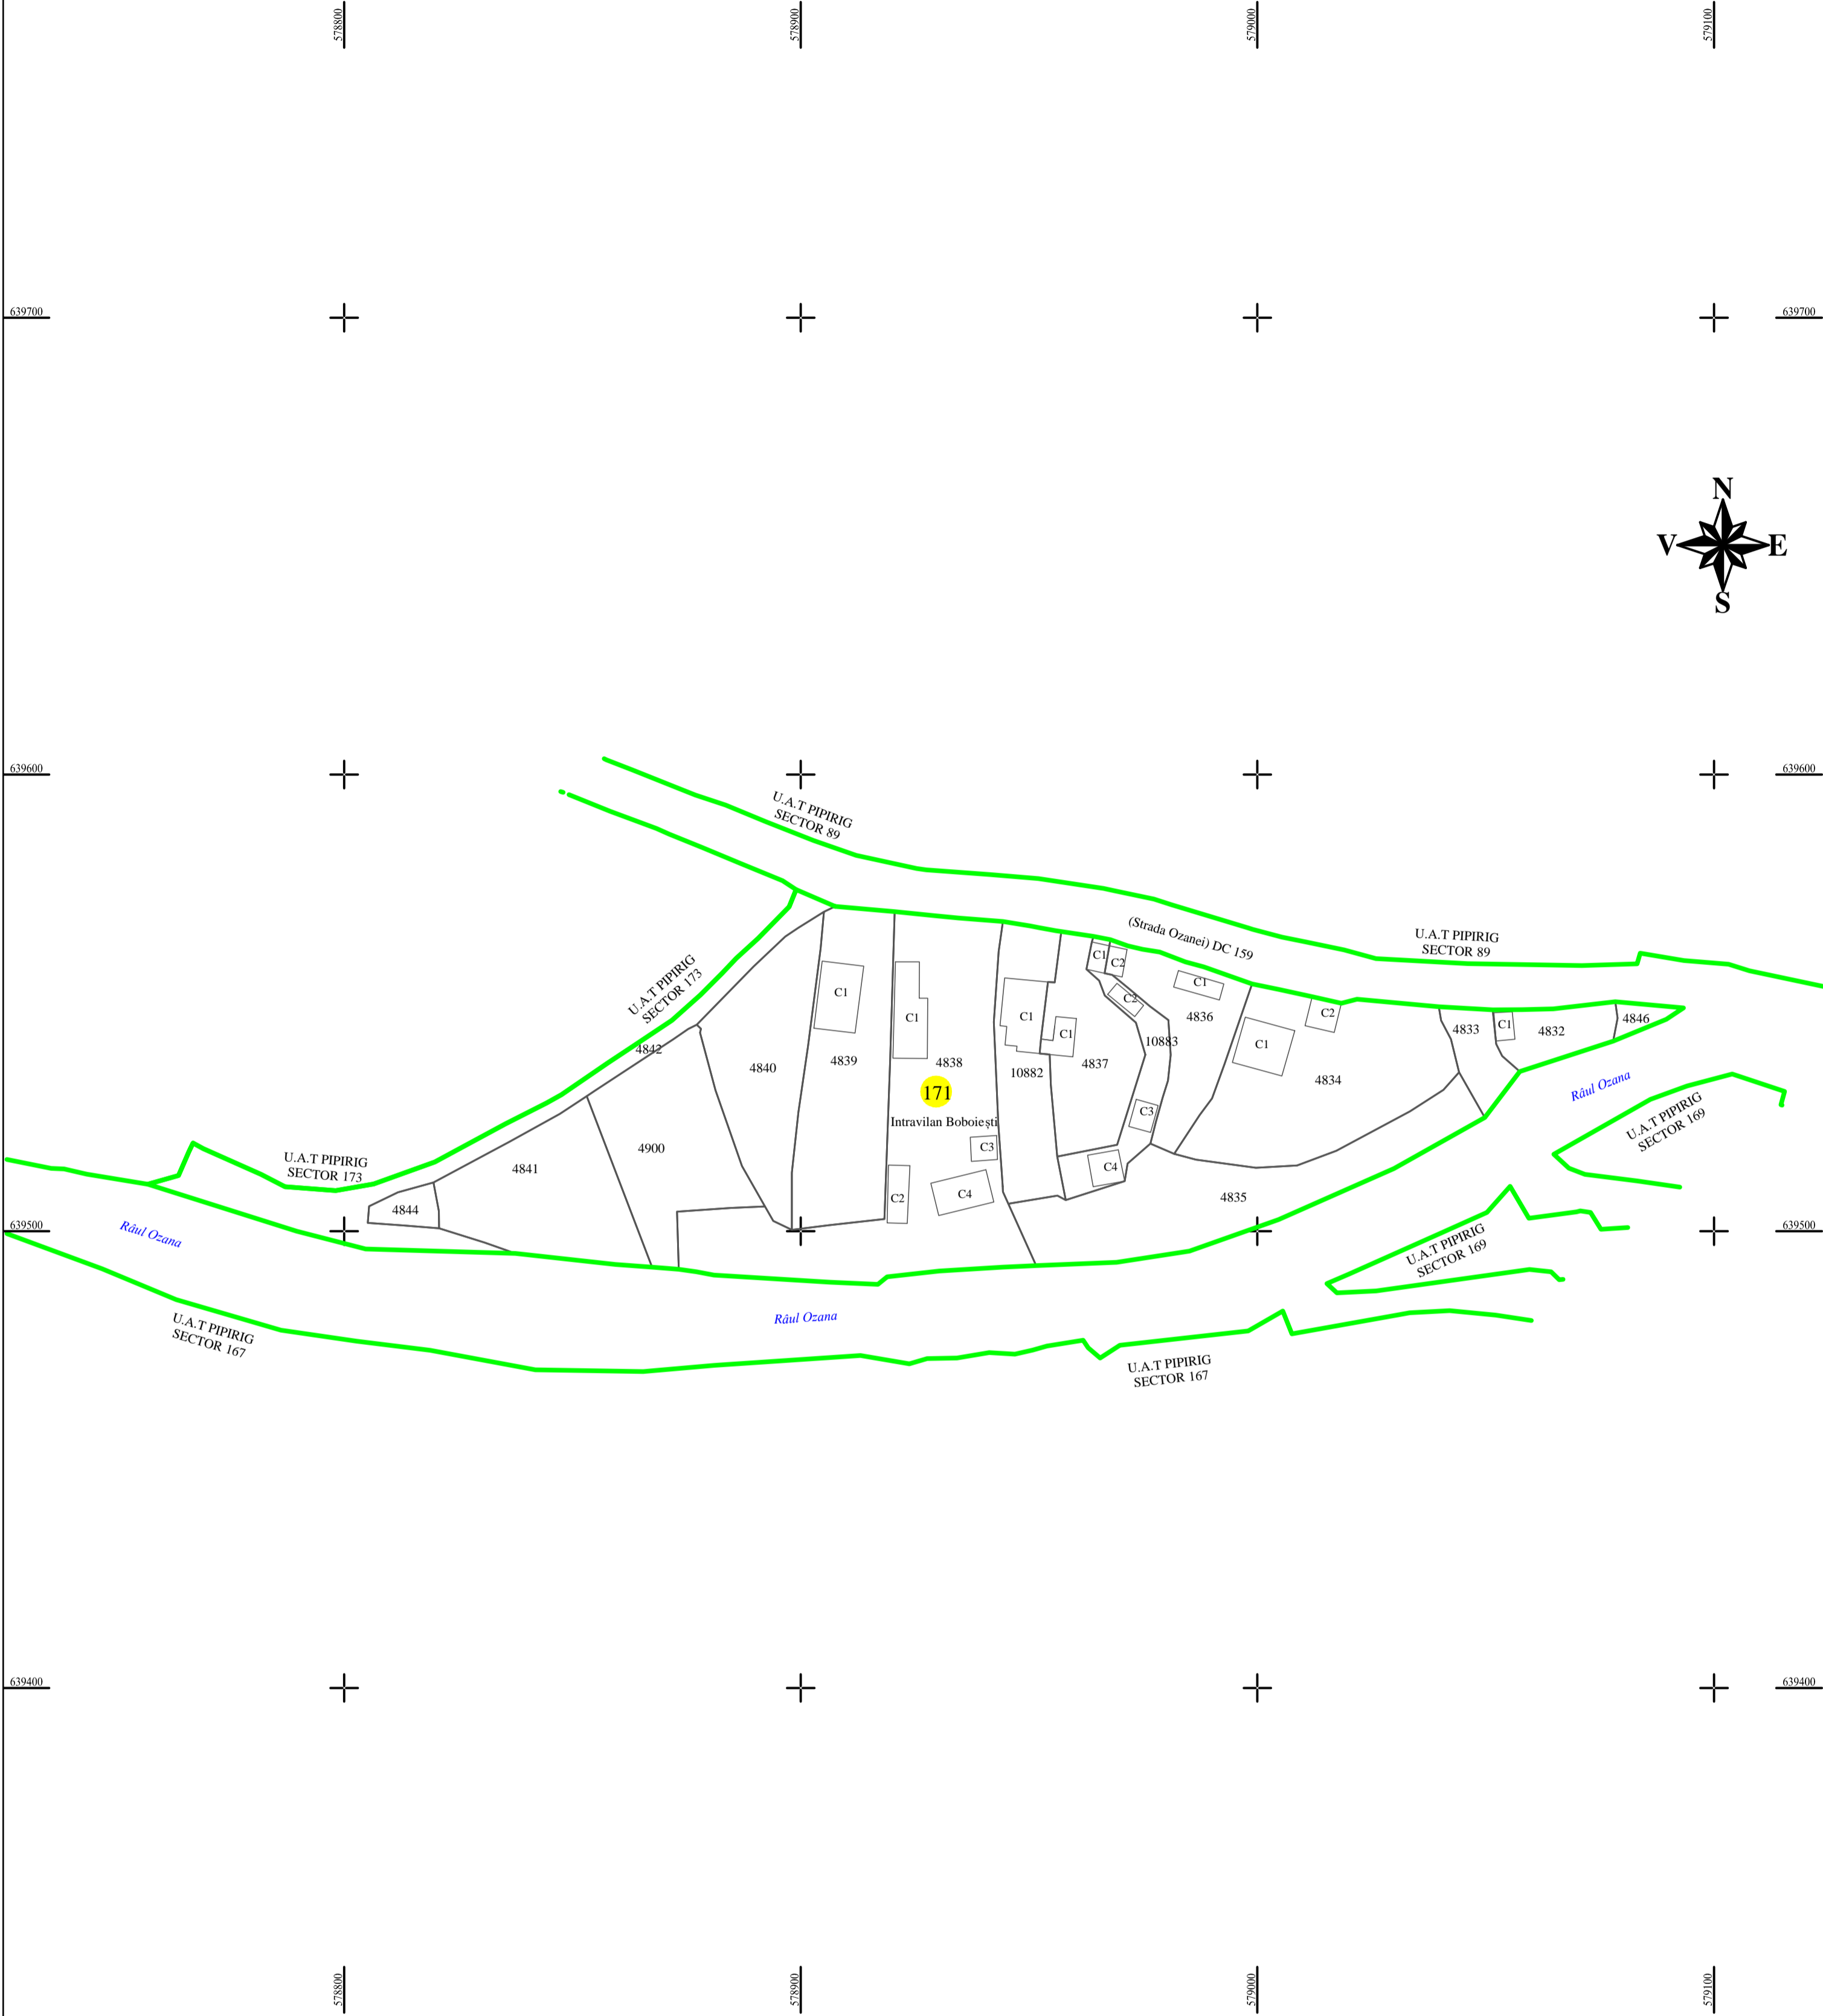 578800
578900
579000
579100
639700
639700
N
V
E
S
639600
639600
U.A.T PIPIRIG
SECTOR 89
(Strada Ozanei) DC 159
U.A.T PIPIRIG
SECTOR 89
U.A.T PIPIRIG
SECTOR 173
C1
C2
C1
C2
C1
4836
C1
C1
C1
C1
C2
4833
C1
4832
4846
4842
4840
4839
4838
10882
4837
10883
C1
4834
171
Intravilan Boboiești
C3
Râul Ozana
U.A.T PIPIRIG
SECTOR 169
4900
C3
U.A.T PIPIRIG
SECTOR 173
4841
C2
C4
C4
4835
4844
Râul Ozana
639500
639500
U.A.T PIPIRIG
SECTOR 169
Râul Ozana
U.A.T PIPIRIG
SECTOR 167
U.A.T PIPIRIG
SECTOR 167
639400
639400
578800
578900
579000
579100